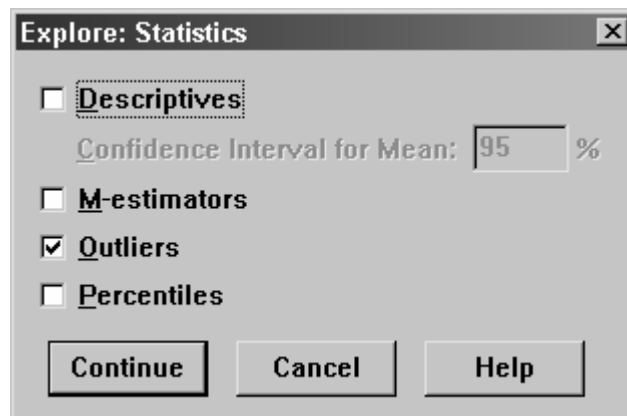 Explore: Statistics
Descriptives
Confidence Interval for Mean: 95 %
M-estimators
Outliers
Percentiles
Continue Cancel Help